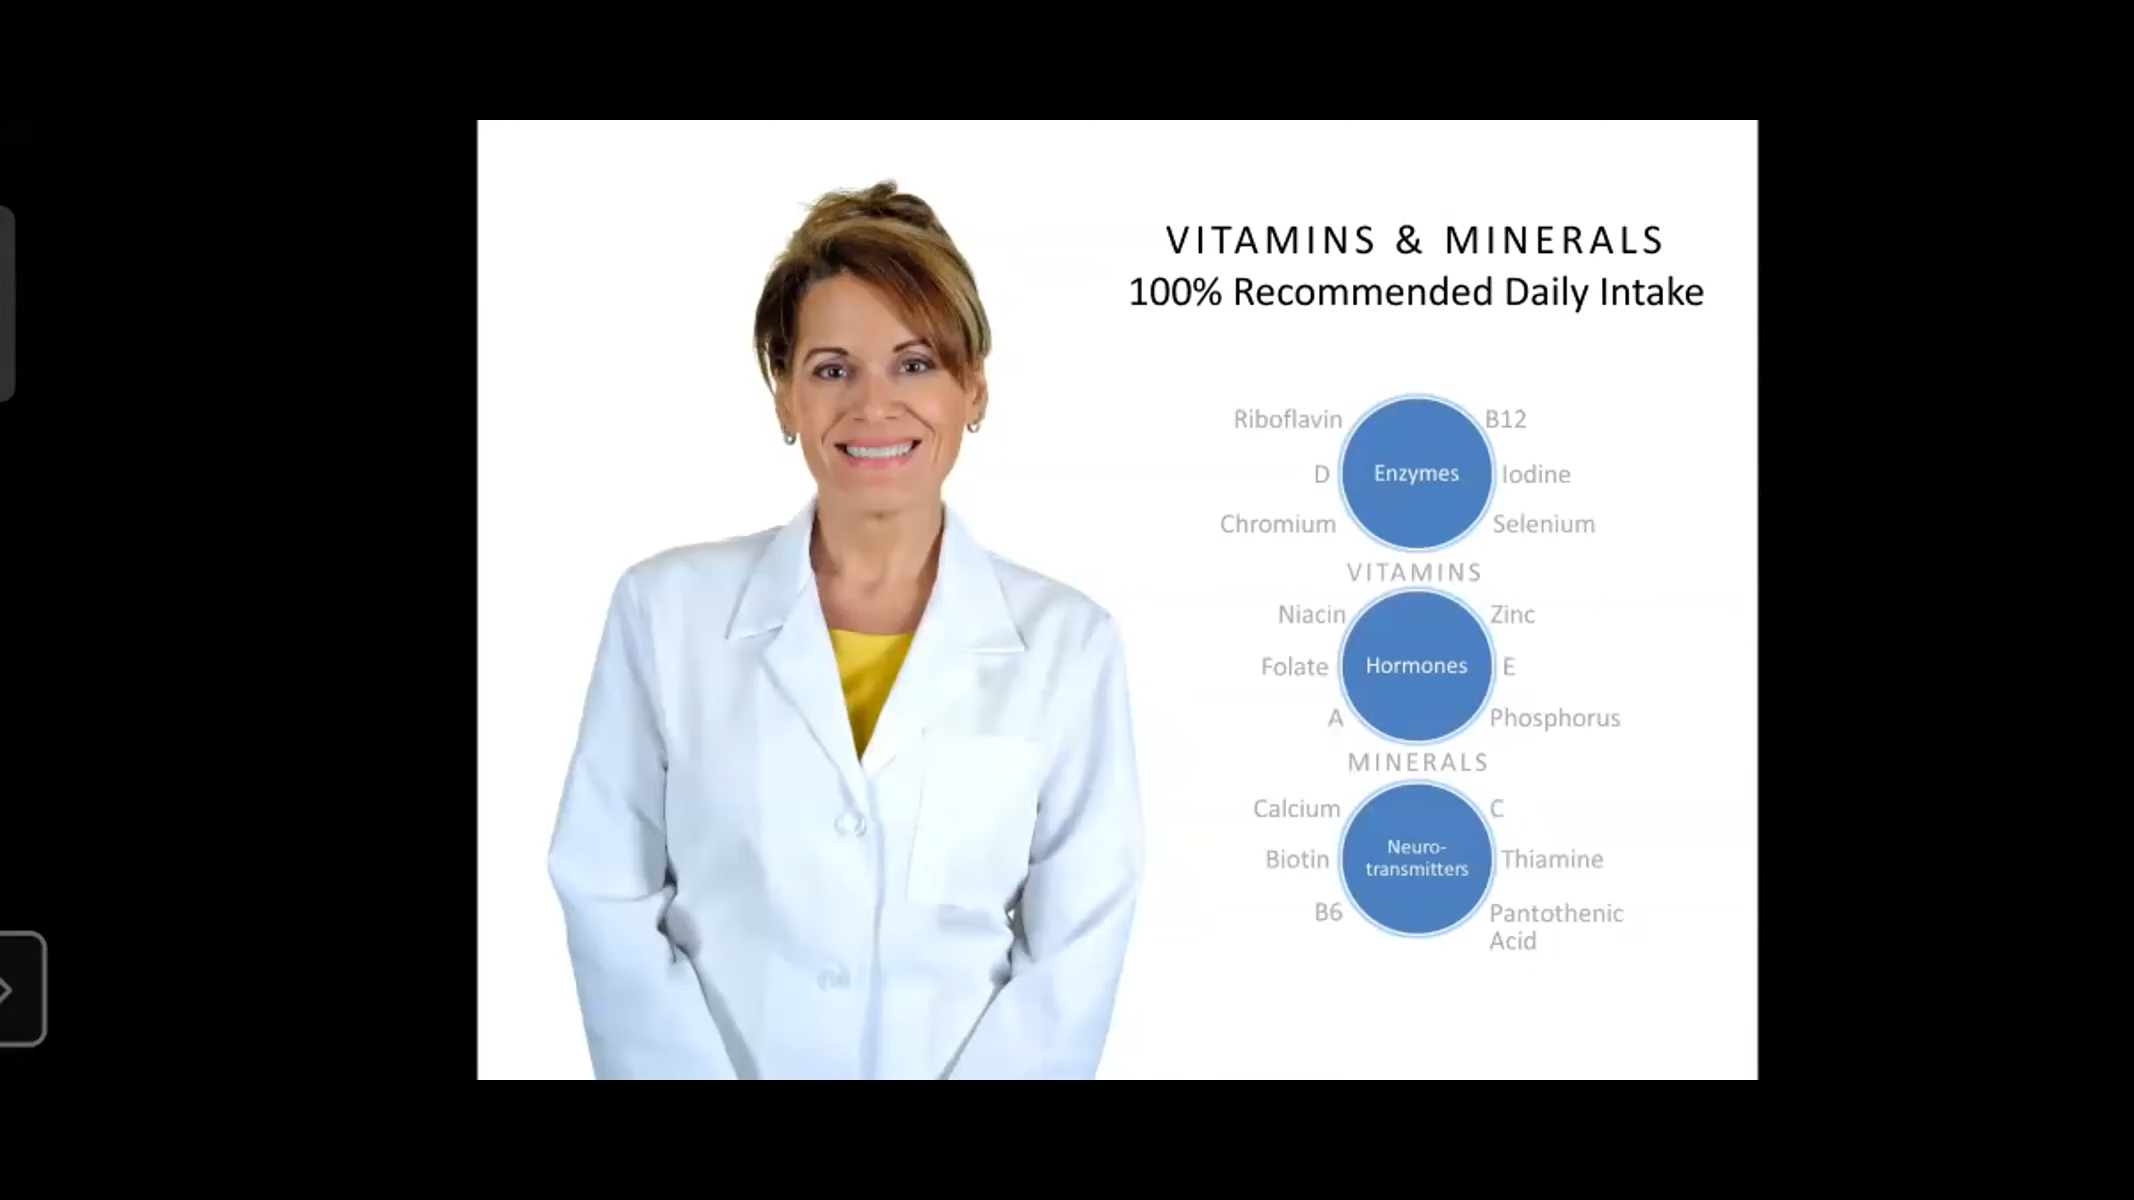 VITAMINS & MINERALS
100% Recommended Daily Intake
Riboflavin
B12
D
Enzymes
Iodine
Chromium
Selenium
VITAMINS
Niacin
Zinc
Folate
Hormones
E
A
Phosphorus
MINERALS
Calcium
C
Biotin
Neuro-
transmitters
Thiamine
B6
Pantothenic
Acid